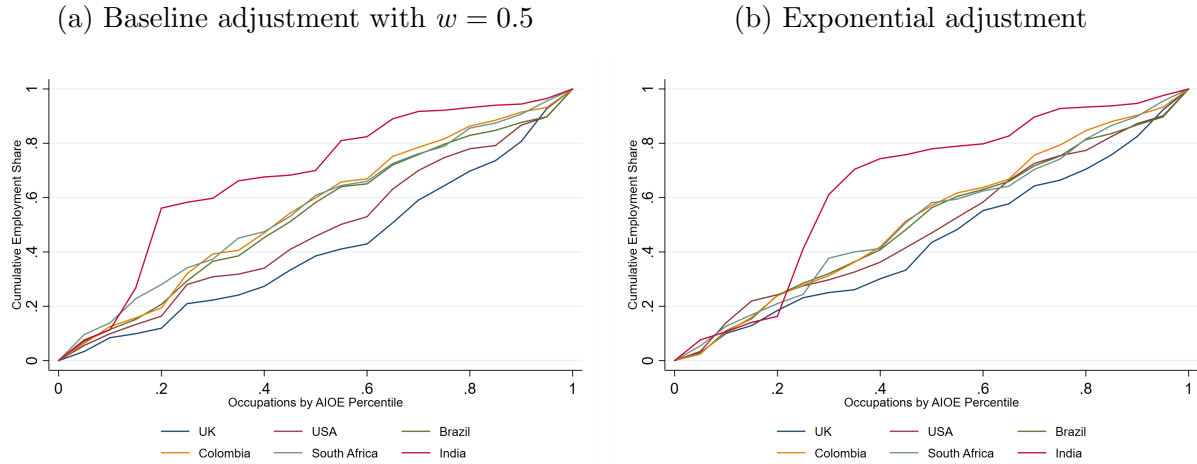 (a) Baseline adjustment with w = 0.5
Cumulative Employment Share
1
.8
.6
.4
.2
0
0 .2 .4 .6 .8 1
Occupations by AIOE Percentile
UK USA Brazil
Colombia South Africa India
(b) Exponential adjustment
Cumulative Employment Share
1
.8
.6
.4
.2
0
0 .2 .4 .6 .8 1
Occupations by AIOE Percentile
UK USA Brazil
Colombia South Africa India